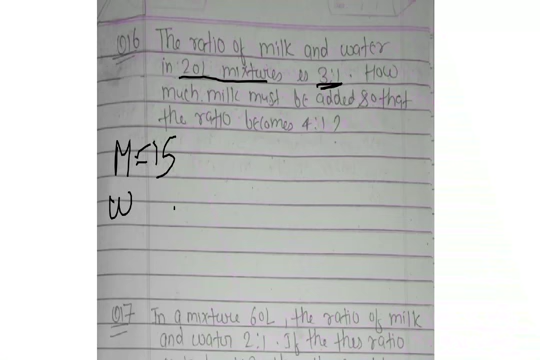 Q16 The ratio of milk and water
in 20L mixtures is 3:1. How
much milk must be added so that
the ratio becomes 4:1?
M=15
W
Q17 In a mixture 60L, the ratio of milk
and water 2:1. If the thes ratio